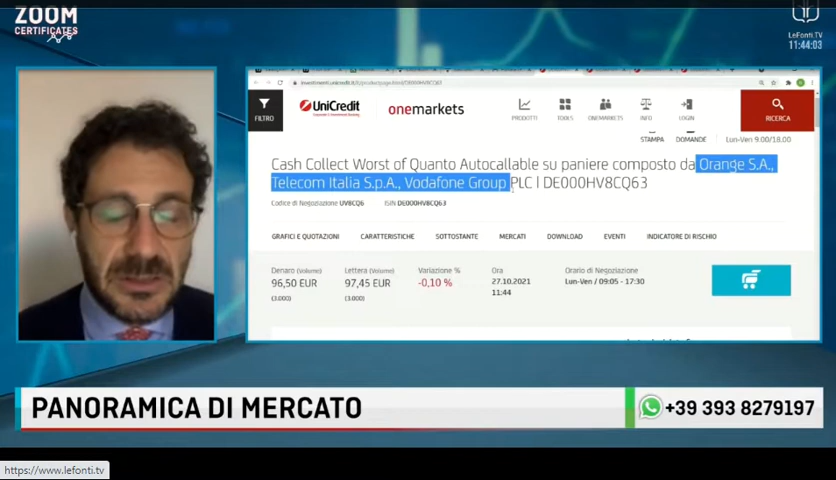 ZOOM
CERTIFICATES
LeFonti.TV
11:44:03
FILTRO
UniCredit
onemarkets
PRODOTTI
TOOLS
ONEMARKETS
INFO
LOGIN
RICERCA
STAMPA
DOMANDE
Lun-Ven 9.00/18.00
Cash Collect Worst of Quanto Autocallable su paniere composto da Orange S.A.,
Telecom Italia S.p.A., Vodafone Group PLC | DE000HV8CQ63
Codice di Negoziazione UV8CQ6 ISIN DE000HV8CQ63
GRAFICI E QUOTAZIONI
CARATTERISTICHE
SOTTOSTANTE
MERCATI
DOWNLOAD
EVENTI
INDICATORE DI RISCHIO
Denaro (Volume)
96,50 EUR
(3.000)
Lettera (Volume)
97,45 EUR
(3.000)
Variazione %
-0,10 %
Ora
27.10.2021
11:44
Orario di Negoziazione
Lun-Ven / 09:05 - 17:30
PANORAMICA DI MERCATO
+39 393 8279197
https://www.lefonti.tv